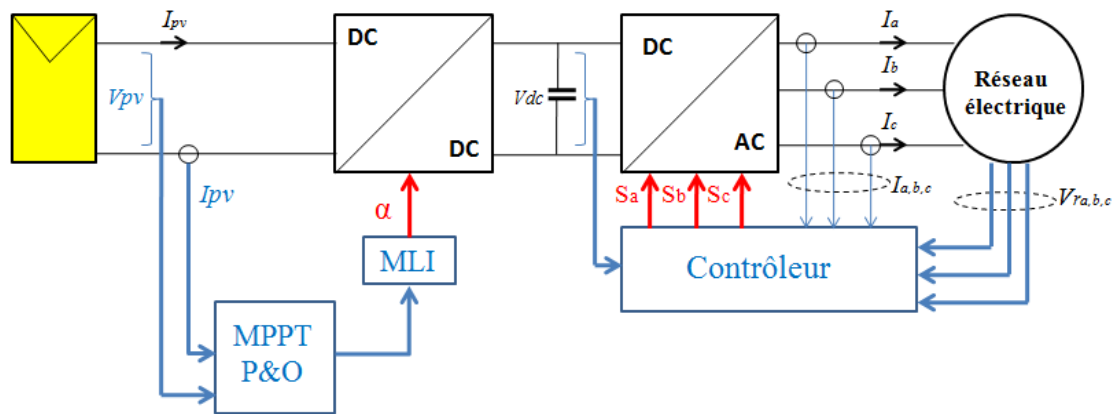 Ipv
Vpv
Ipv
DC
DC
α
MLI
MPPT
P&O
Vdc
DC
AC
Sa
Sb
Sc
Ia
Ib
Ic
Ia,b,c
Réseau
électrique
Vra,b,c
Contrôleur